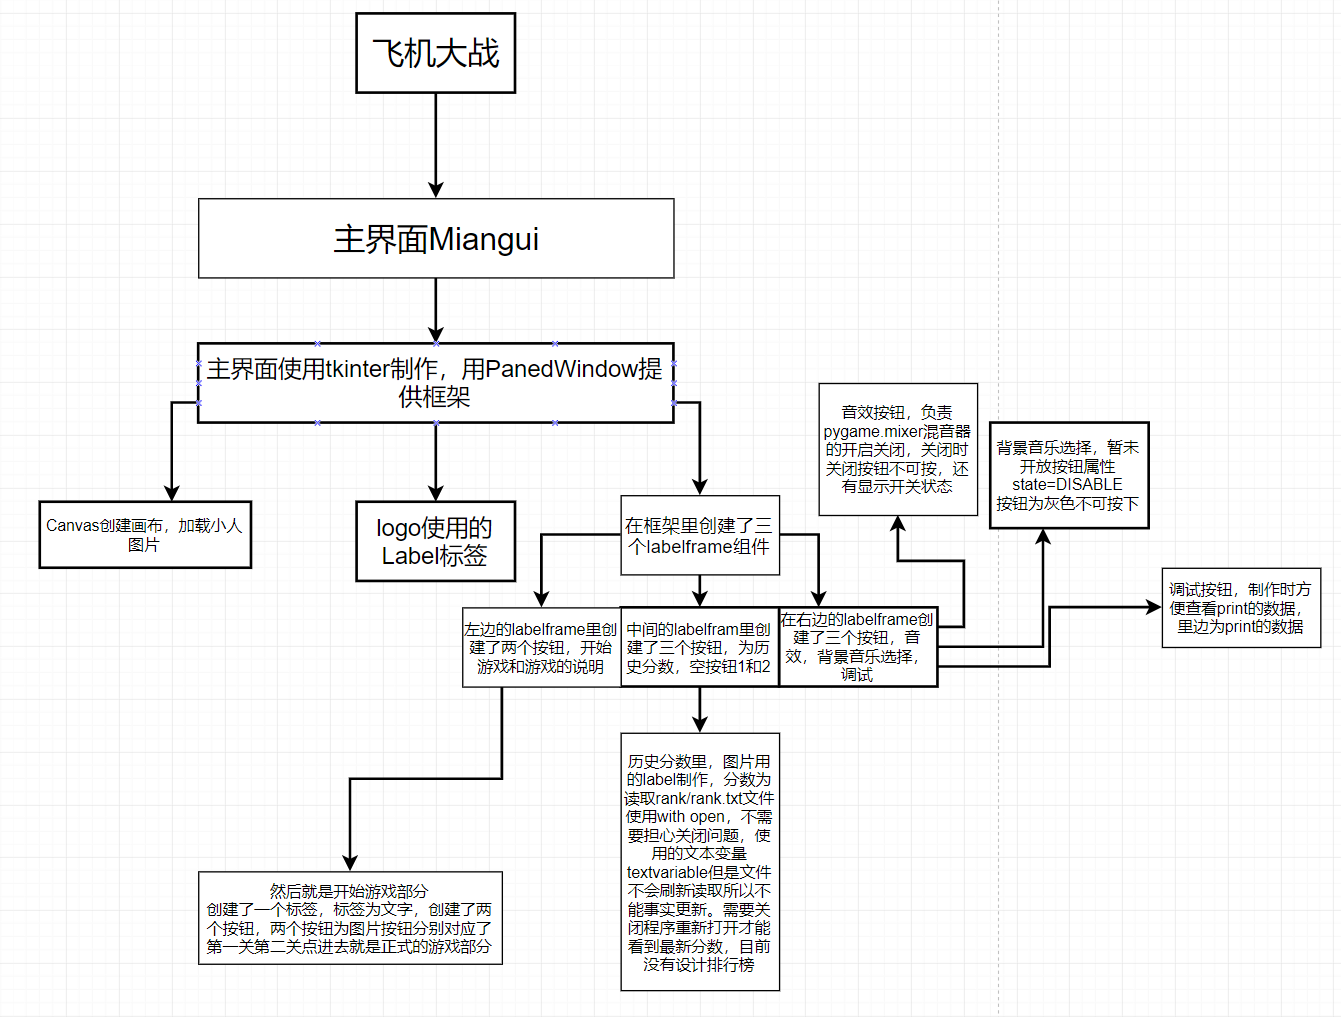 飞机大战
主界面Miangui
主界面使用tkinter制作，用PanedWindow提
供框架
Canvas创建画布，加载小人
图片
logo使用的
Label标签
在框架里创建了三
个labelframe组件
音效按钮，负责
pygame.mixer混音器
的开启关闭，关闭时
关闭按钮不可按，还
有显示开关状态
背景音乐选择，暂未
开放按钮属性
state=DISABLE
按钮为灰色不可按下
调试按钮，制作时方
便查看print的数据，
里边为print的数据
左边的labelframe里创
建了两个按钮，开始
游戏和游戏的说明
中间的labelfram里创
建了三个按钮，为历
史分数，空按钮1和2
在右边的labelframe创
建了三个按钮，音
效，背景音乐选择，
调试
历史分数里，图片用
的label制作，分数为
读取rank/rank.txt文件
使用with open，不需
要担心关闭问题，使
用的文本变量
textvariable但是文件
不会刷新读取所以不
能事实更新。需要关
闭程序重新打开才能
看到最新分数，目前
没有设计排行榜
然后就是开始游戏部分
创建了一个标签，标签为文字，创建了两
个按钮，两个按钮为图片按钮分别对应了
第一关第二关点进去就是正式的游戏部分